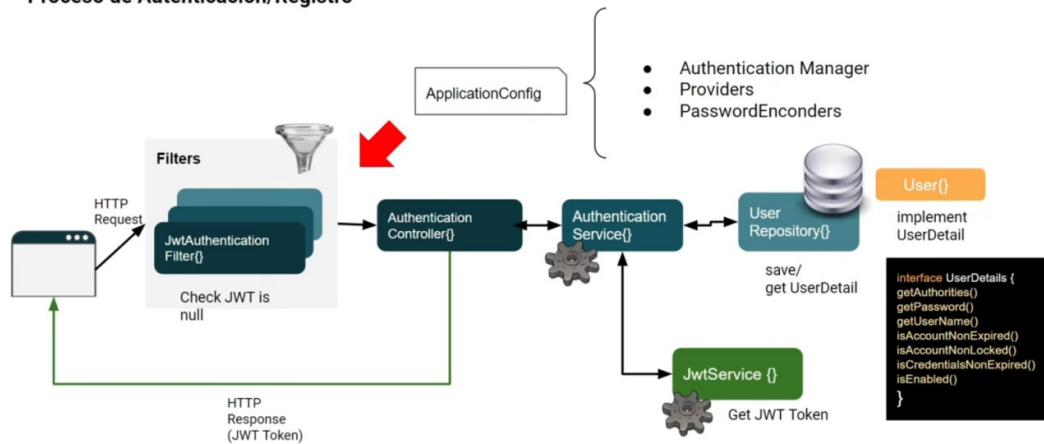 Proceso de Autenticación/Registro
ApplicationConfig
● Authentication Manager
● Providers
● PasswordEnconders
Filters
HTTP
Request
JwtAuthentication
Filter{}
Check JWT is
null
Authentication
Controller{}
Authentication
Service{}
User
Repository{}
save/
get UserDetail
User{}
implement
UserDetail
interface UserDetails {
getAuthorities()
getPassword()
getUserName()
isAccountNonExpired()
isAccountNonLocked()
isCredentialsNonExpired()
isEnabled()
}
JwtService {}
Get JWT Token
HTTP
Response
(JWT Token)